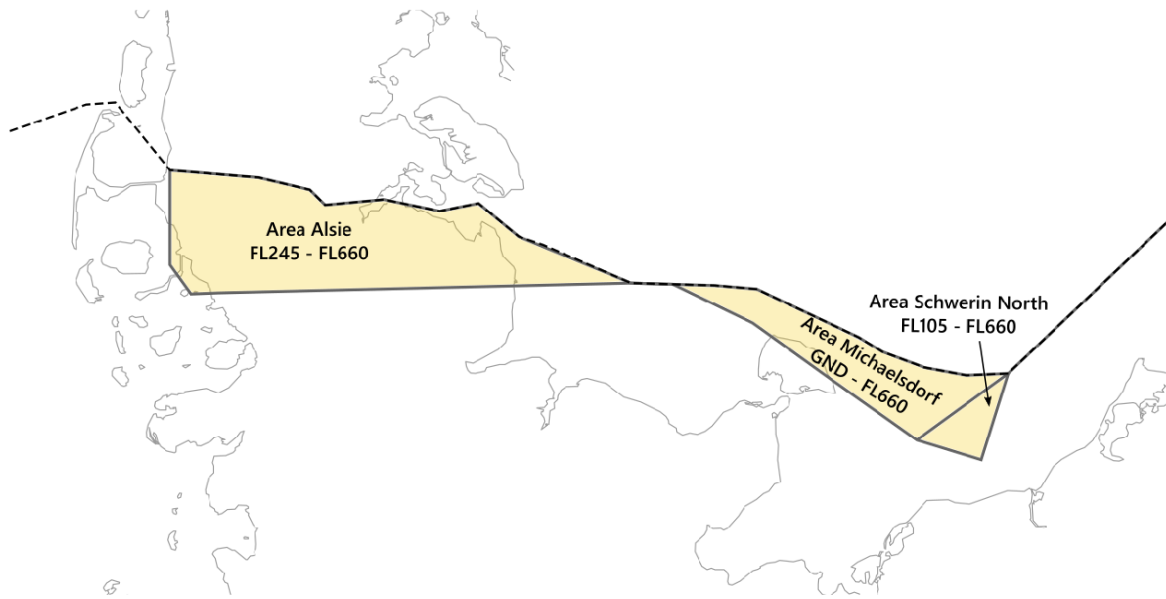 Area Alsie
FL245 - FL660
Area Schwerin North
FL105 - FL660
Area Michaelsdorf
GND - FL660